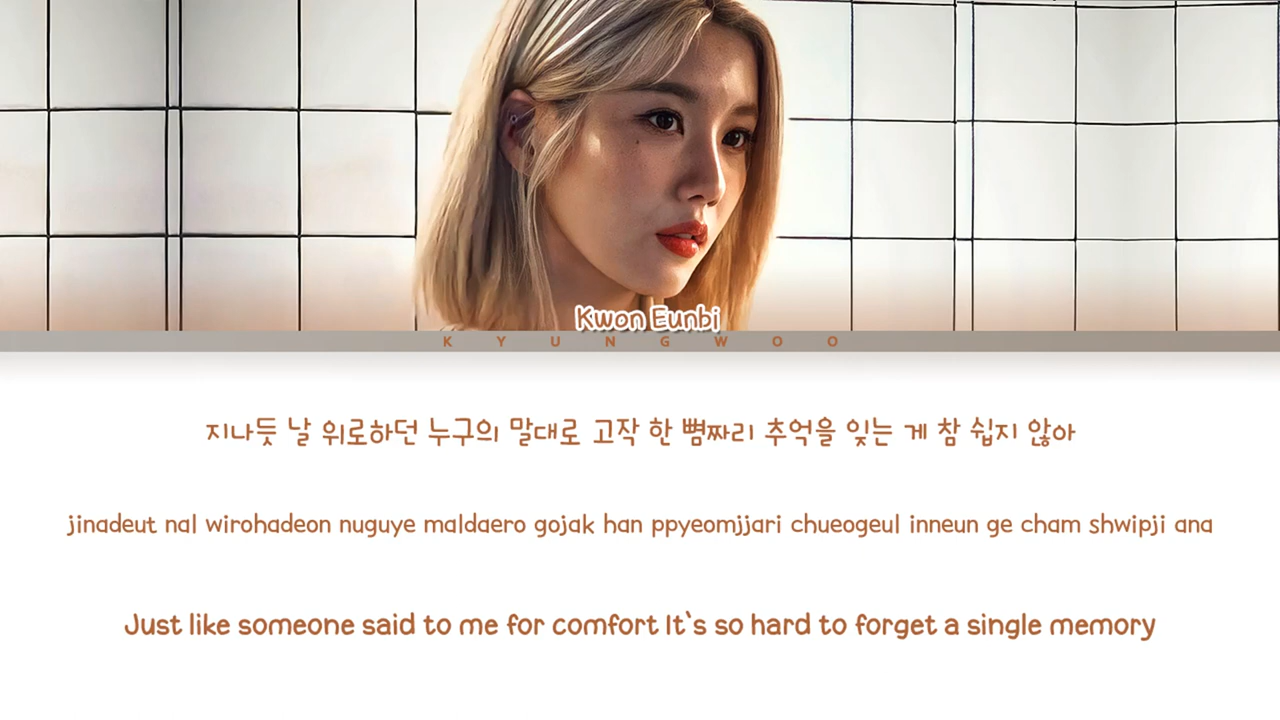 Kwon Eunbi
KYUNGWOO
지나듯 날 위로하던 누구의 말대로 고작 한 뼘짜리 추억을 잊는 게 참 쉽지 않아
jinadeut nal wirohadeon nuguye maldaero gojak han ppyeomjjari chueogeul inneun ge cham shwipji ana
Just like someone said to me for comfort It`s so hard to forget a single memory